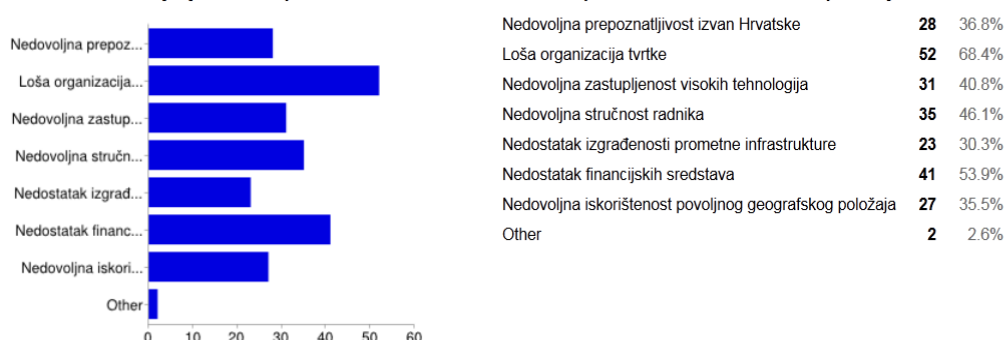 Nedovoljna prepoz...
Loša organizacija...
Nedovoljna zastup...
Nedovoljna stručn...
Nedostatak izgrađ...
Nedostatak financ...
Nedovoljna iskori...
Other
0 10 20 30 40 50 60
Nedovoljna prepoznatljivost izvan Hrvatske 28 36.8%
Loša organizacija tvrtke 52 68.4%
Nedovoljna zastupljenost visokih tehnologija 31 40.8%
Nedovoljna stručnost radnika 35 46.1%
Nedostatak izgrađenosti prometne infrastrukture 23 30.3%
Nedostatak financijskih sredstava 41 53.9%
Nedovoljna iskorištenost povoljnog geografskog položaja 27 35.5%
Other 2 2.6%